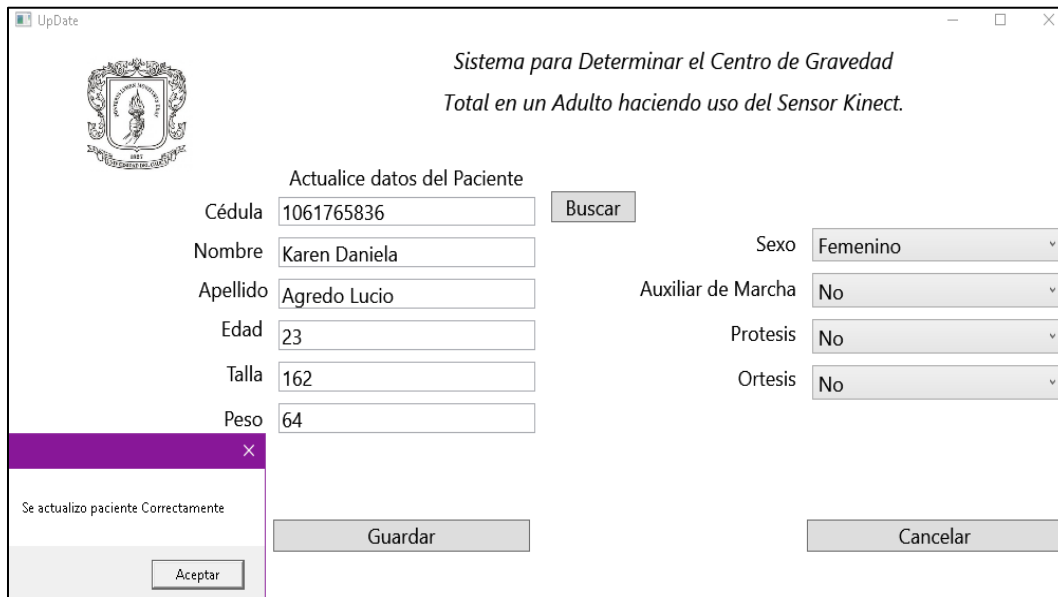 UpDate
Sistema para Determinar el Centro de Gravedad
Total en un Adulto haciendo uso del Sensor Kinect.
Actualice datos del Paciente
Cédula 1061765836 Buscar
Nombre Karen Daniela
Sexo Femenino
Apellido Agredo Lucio
Auxiliar de Marcha No
Edad 23
Protesis No
Talla 162
Ortesis No
Peso 64
Se actualizo paciente Correctamente
Aceptar
Guardar
Cancelar